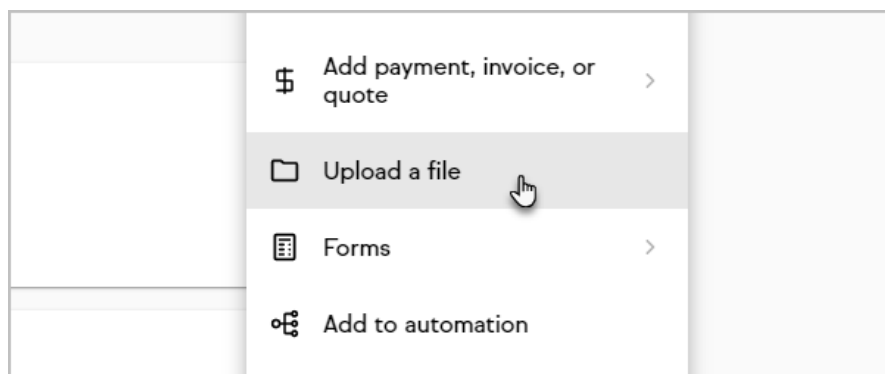 Add payment, invoice, or
quote
Upload a file
Forms
Add to automation